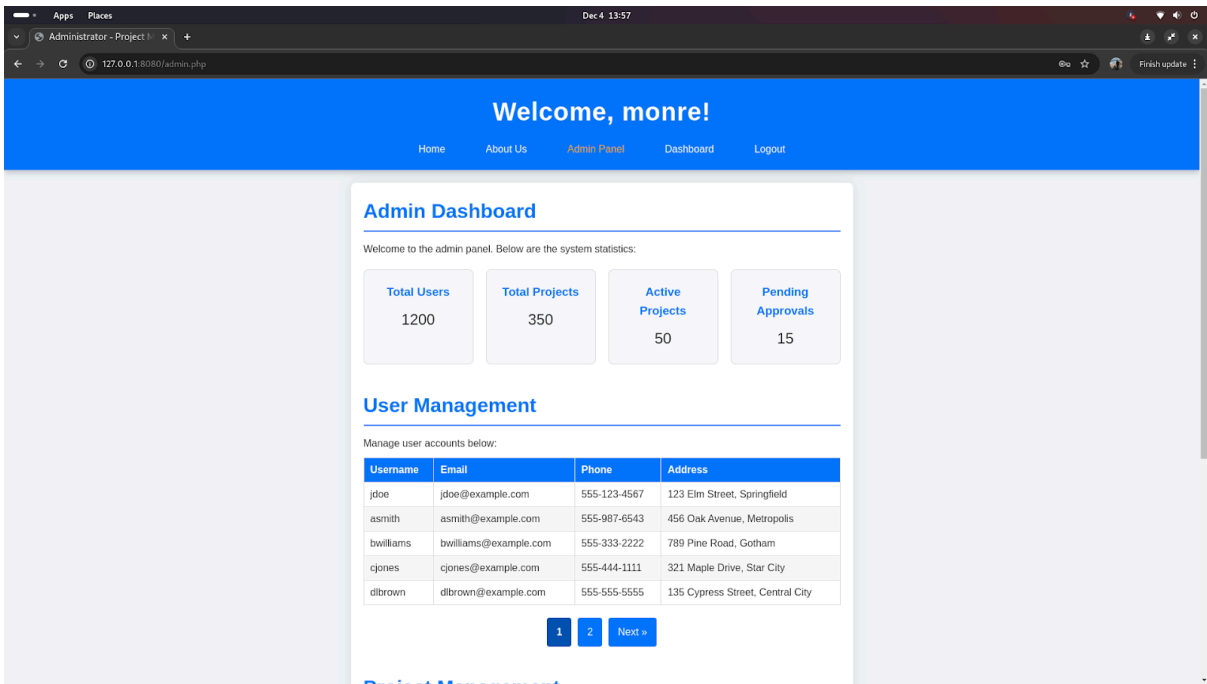 Apps Places Dec 4 13:57
Administrator - Project
127.0.0.1:8080/admin.php Finish update
Welcome, monre!
Home About Us Admin Panel Dashboard Logout
Admin Dashboard
Welcome to the admin panel. Below are the system statistics:
Total Users
1200
Total Projects
350
Active
Projects
50
Pending
Approvals
15
User Management
Manage user accounts below:
Username Email Phone Address
jdoe jdoe@example.com 555-123-4567 123 Elm Street, Springfield
asmith asmith@example.com 555-987-6543 456 Oak Avenue, Metropolis
bwilliams bwilliams@example.com 555-333-2222 789 Pine Road, Gotham
cjones cjones@example.com 555-444-1111 321 Maple Drive, Star City
dlbrown dlbrown@example.com 555-555-5555 135 Cypress Street, Central City
1 2 Next »
Project Management